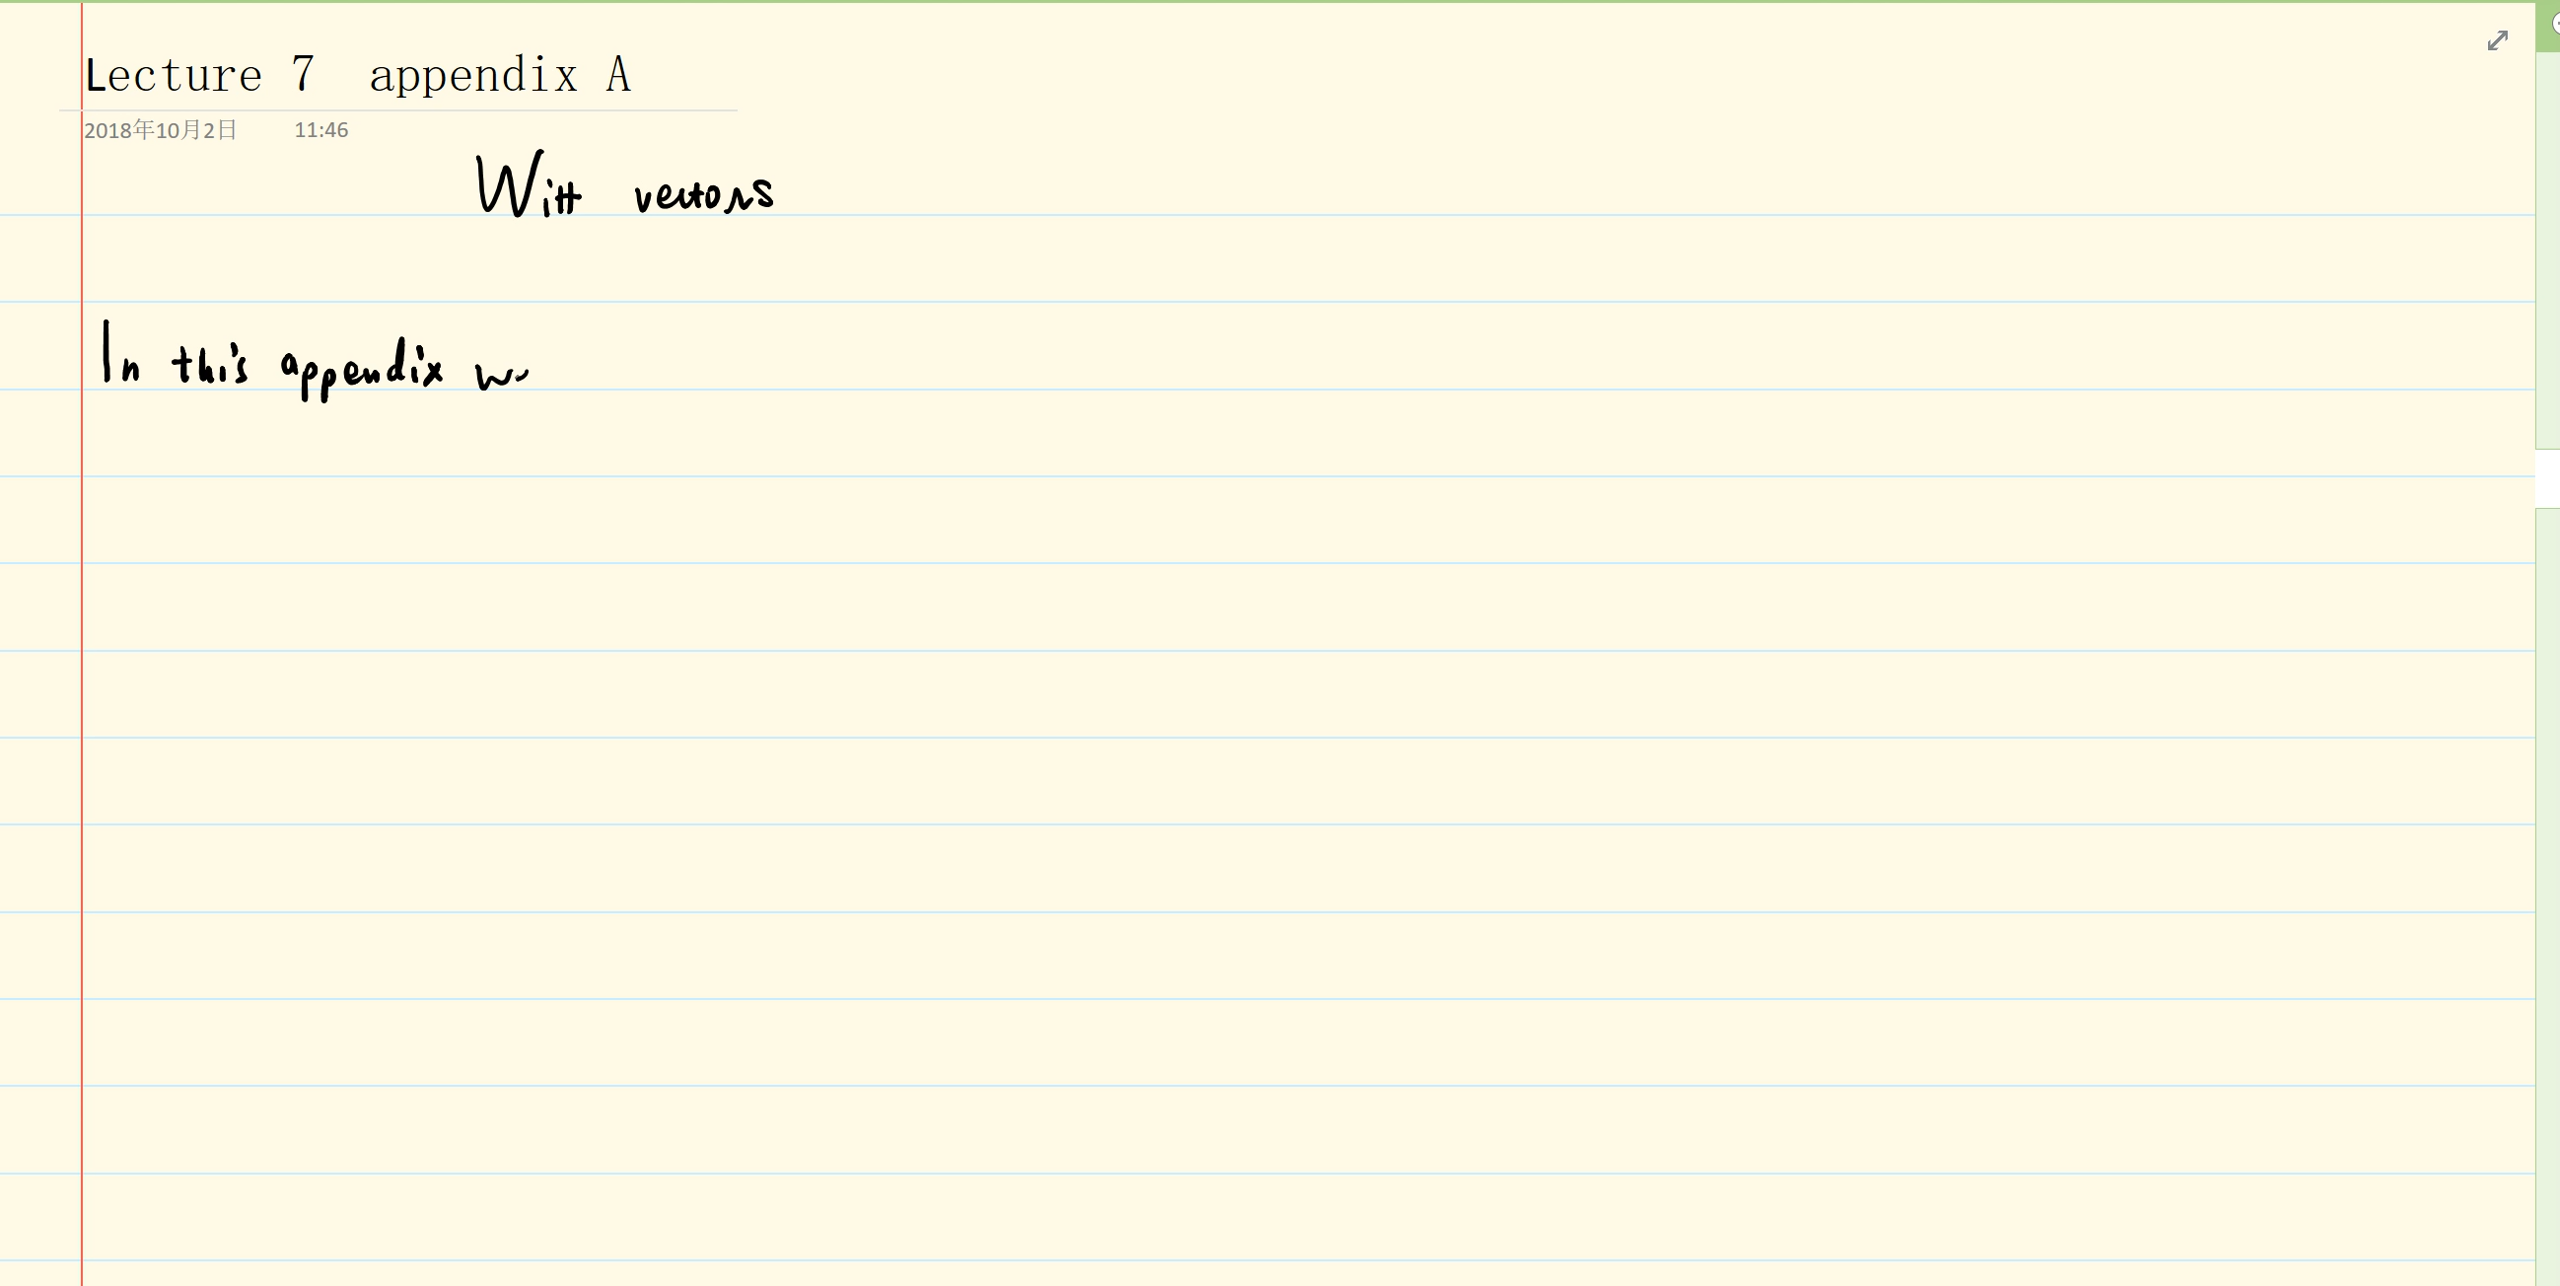 Lecture 7 appendix A
2018年10月2日 11:46
Witt vectors
In this appendix we